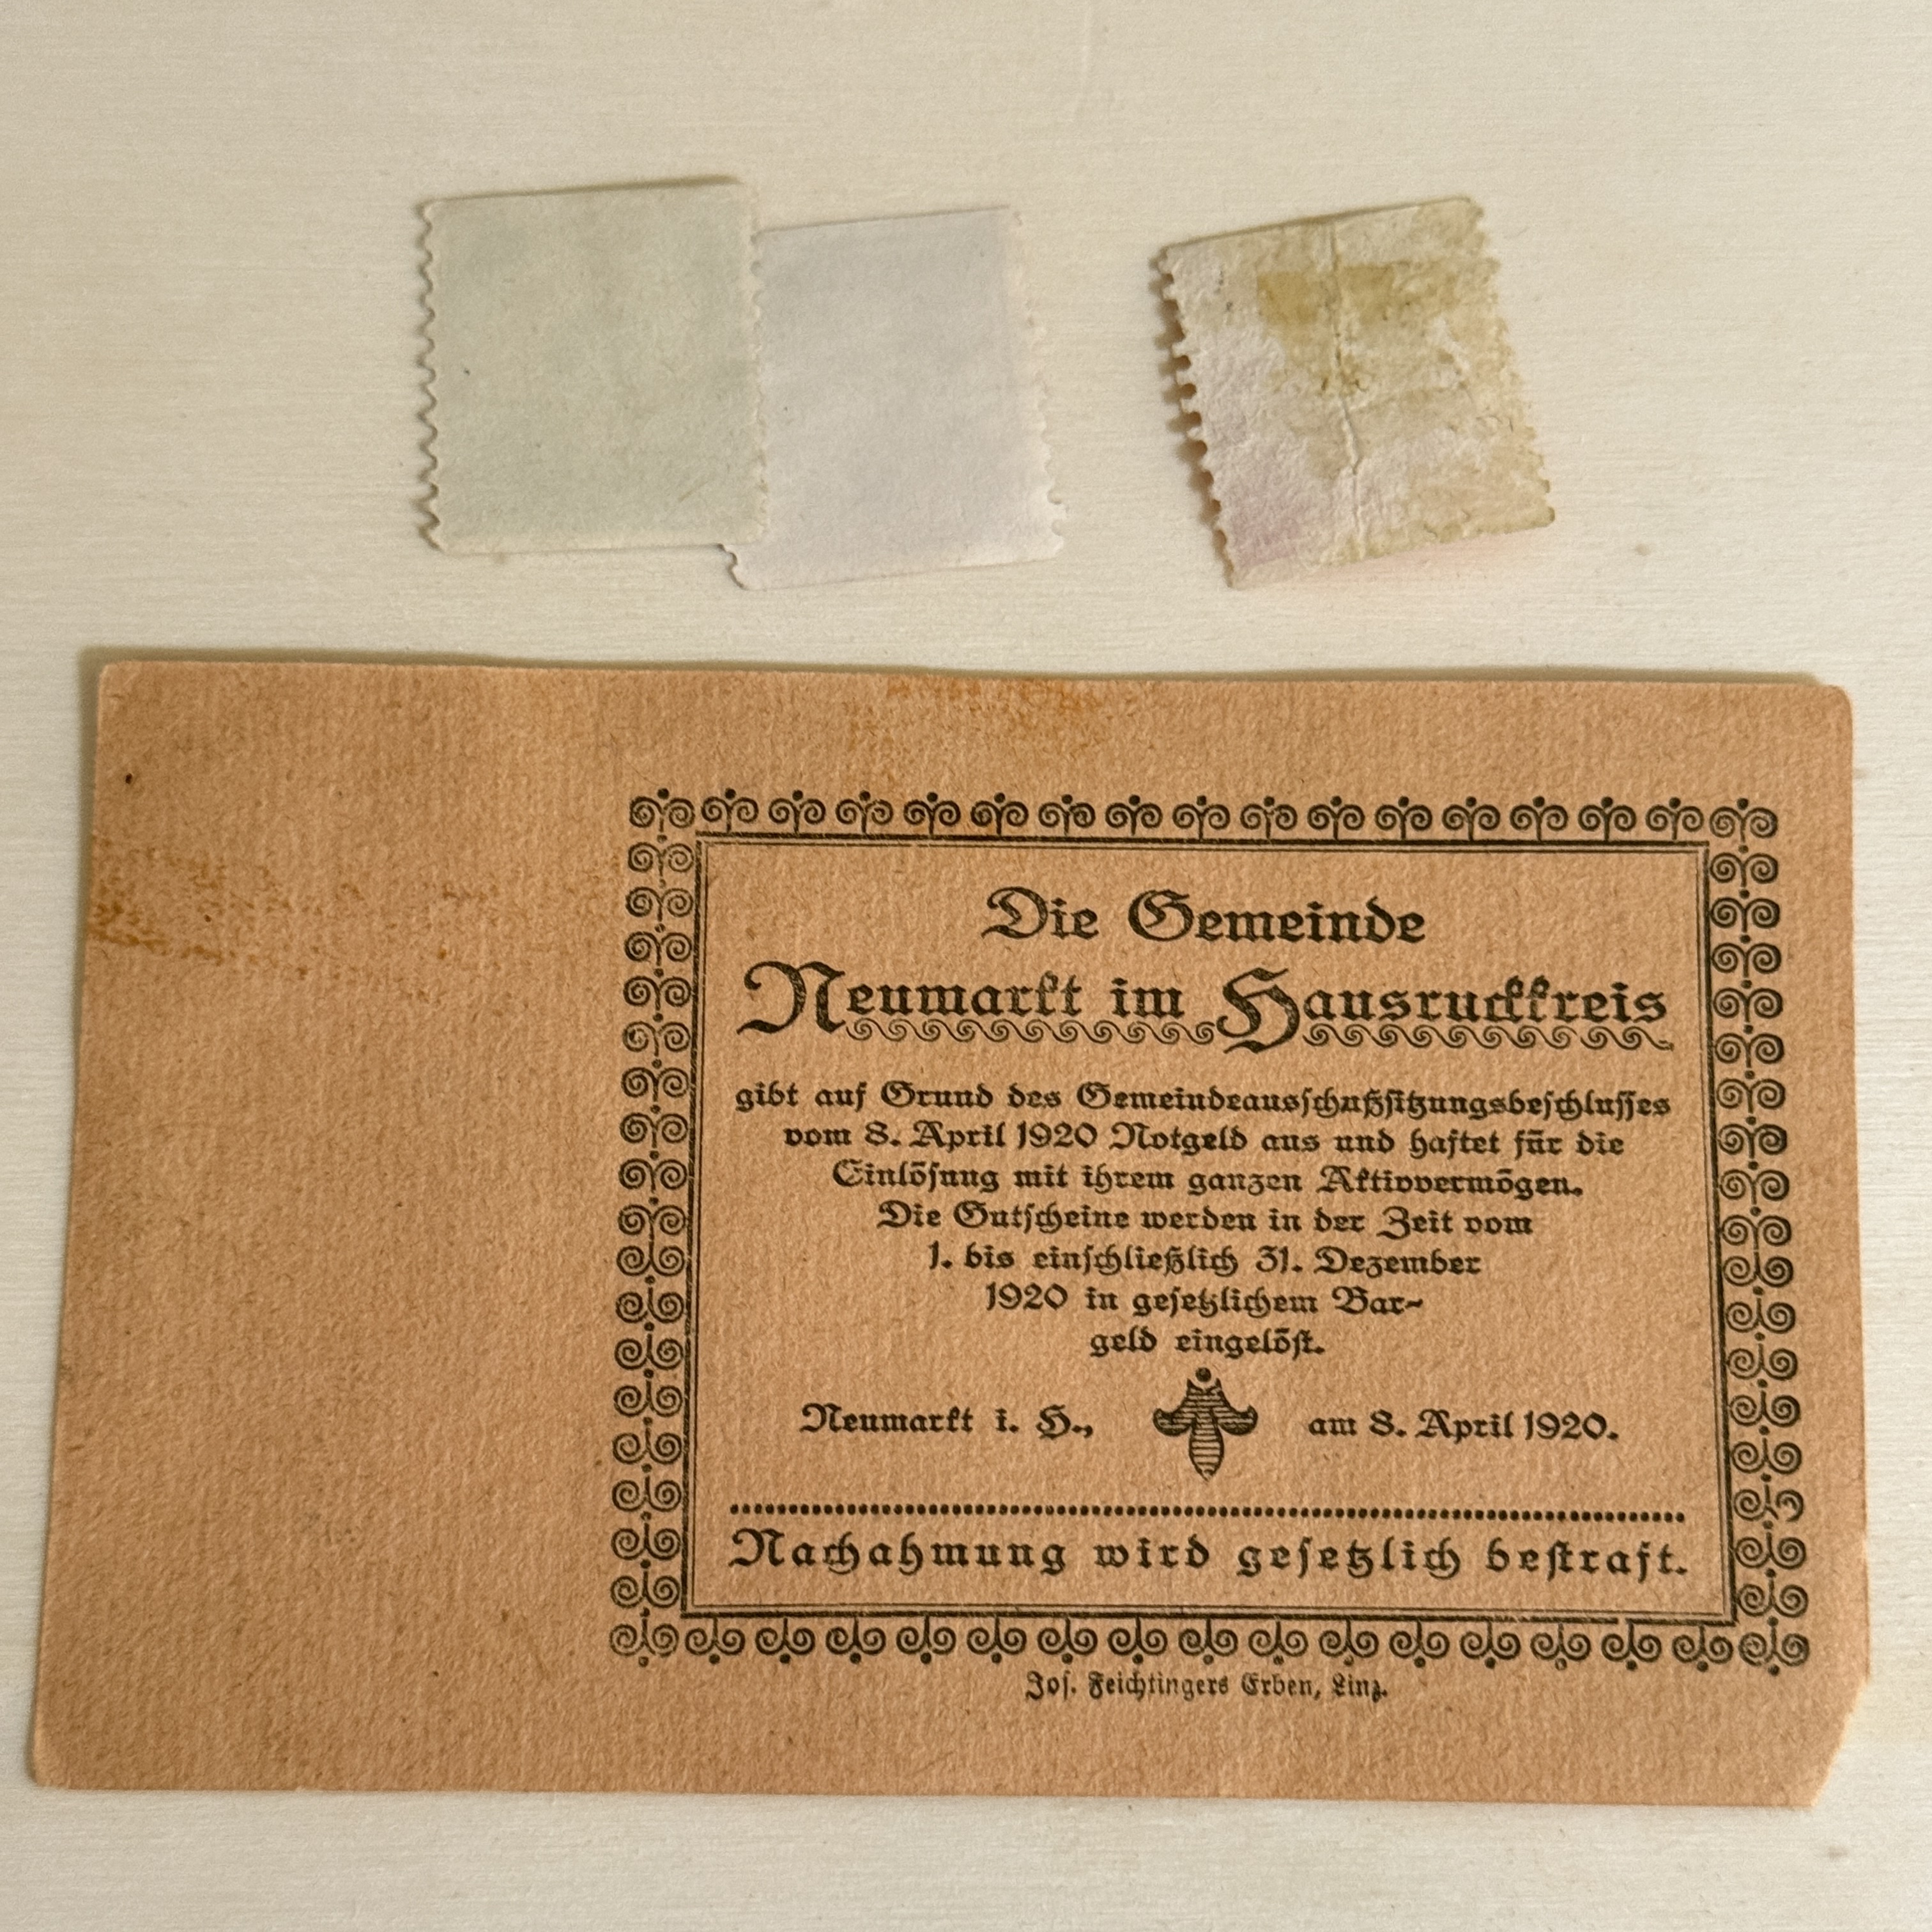 Die Gemeinde
Neumarkt im Hausruckkreis
gibt auf Grund des Gemeindeausschußsitzungsbeschlusses
vom 8. April 1920 Notgeld aus und haftet für die
Einlösung mit ihrem ganzen Aktivvermögen.
Die Gutscheine werden in der Zeit vom
1. bis einschließlich 31. Dezember
1920 in gesetzlichem Bar-
geld eingelöst.
Neumarkt i. H., am 8. April 1920.
Nachahmung wird gesetzlich bestraft.
Jos. Feichtingers Erben, Linz.